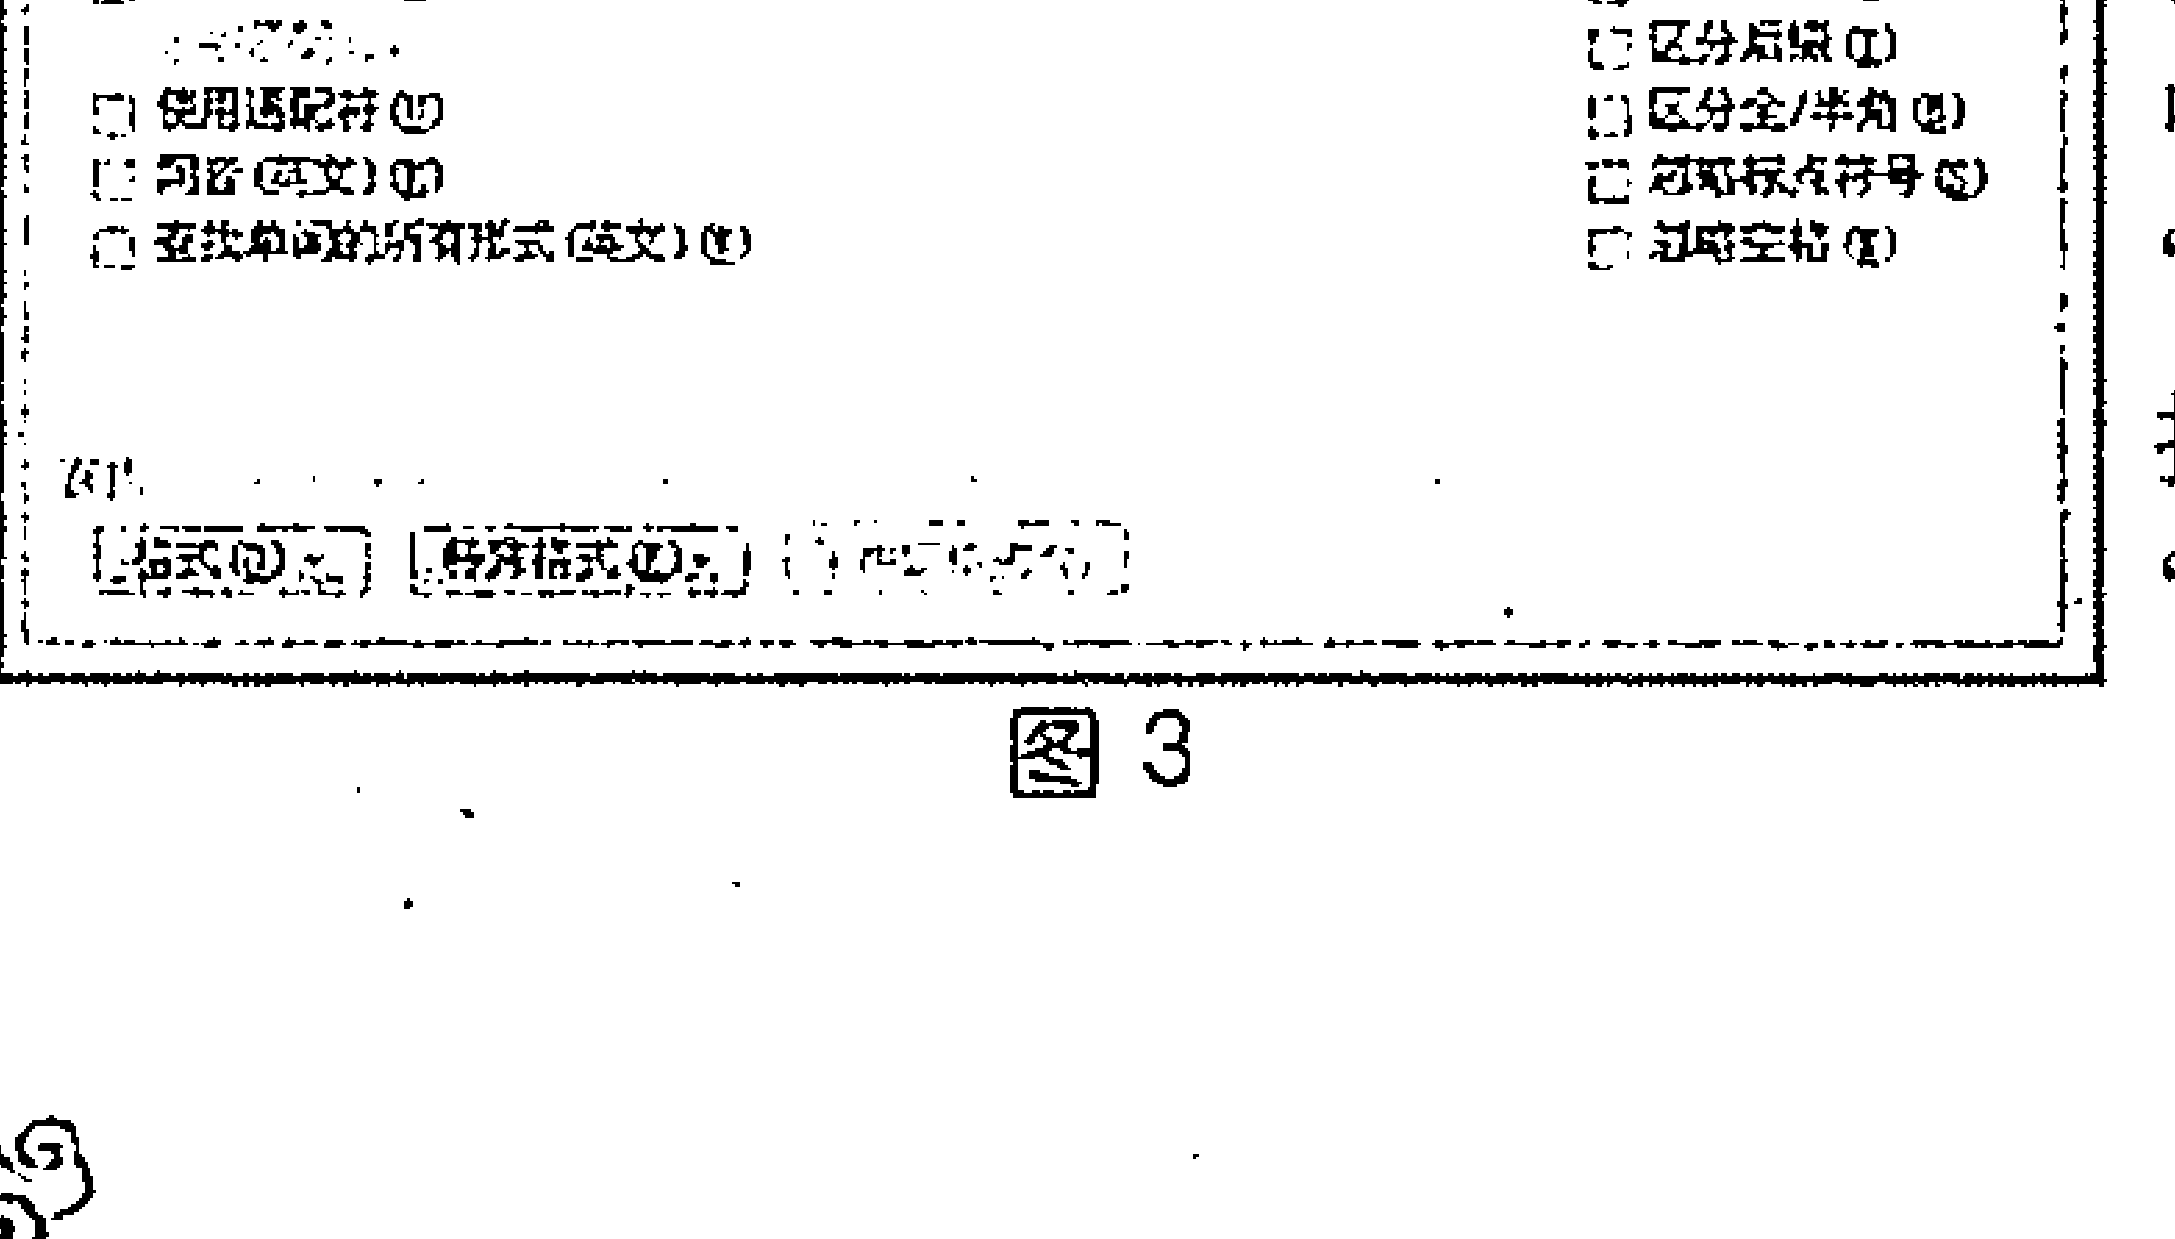 区分后缀(T)
使用通配符(U)
区分全/半角(M)
同音(英文)(K)
忽略标点符号(S)
查找单词的所有形式(英文)(W)
忽略空格(W)
查找
格式(O)
特殊格式(E)
图 3